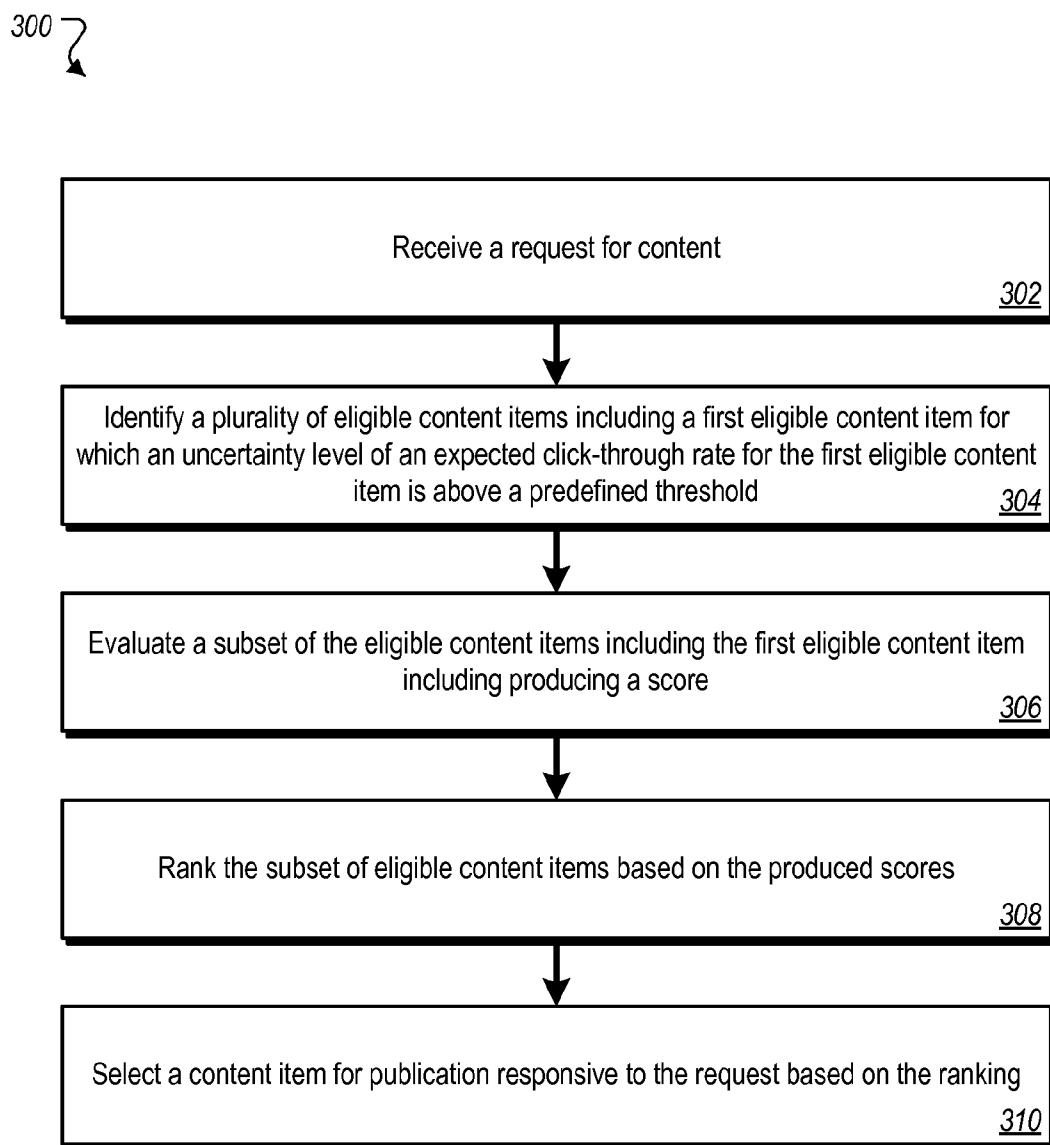 300
Receive a request for content
302
Identify a plurality of eligible content items including a first eligible content item for
which an uncertainty level of an expected click-through rate for the first eligible content
item is above a predefined threshold
304
Evaluate a subset of the eligible content items including the first eligible content item
including producing a score
306
Rank the subset of eligible content items based on the produced scores
308
Select a content item for publication responsive to the request based on the ranking
310